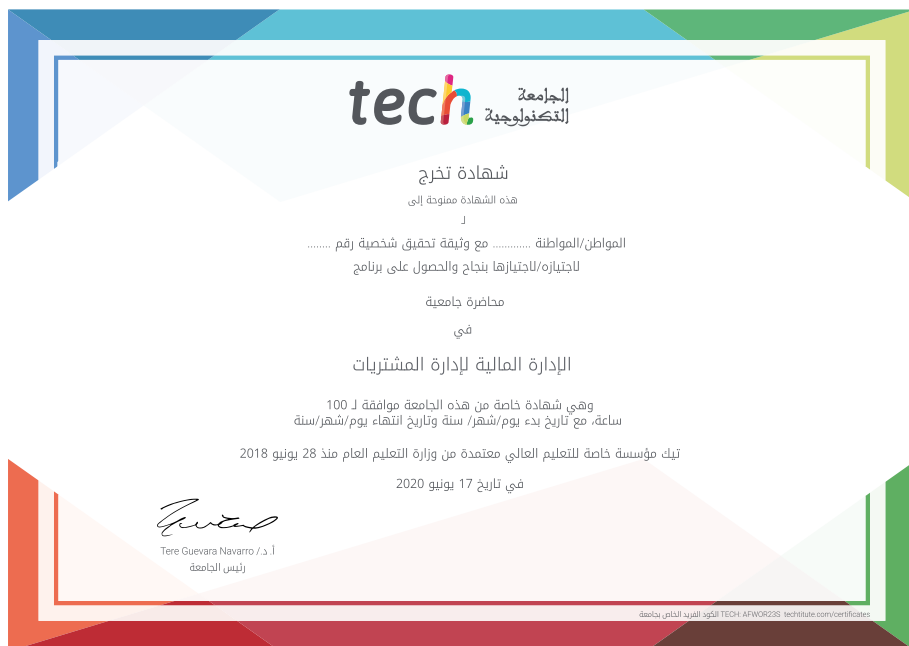 tech الجامعة
التكنولوجية
شهادة تخرج
هذه الشهادة ممنوحة إلى
لـ
المواطن/المواطنة ............. مع وثيقة تحقيق شخصية رقم ........
لاجتيازه/لاجتيازها بنجاح والحصول على برنامج
محاضرة جامعية
في
الإدارة المالية لإدارة المشتريات
وهي شهادة خاصة من هذه الجامعة موافقة لـ 100
ساعة، مع تاريخ بدء يوم/شهر/ سنة وتاريخ انتهاء يوم/شهر/سنة
تيك مؤسسة خاصة للتعليم العالي معتمدة من وزارة التعليم العام منذ 28 يونيو 2018
في تاريخ 17 يونيو 2020
أ. د./ Tere Guevara Navarro
رئيس الجامعة
الكود الفريد الخاص بجامعة TECH: AFWOR23S techtitute.com/certificates